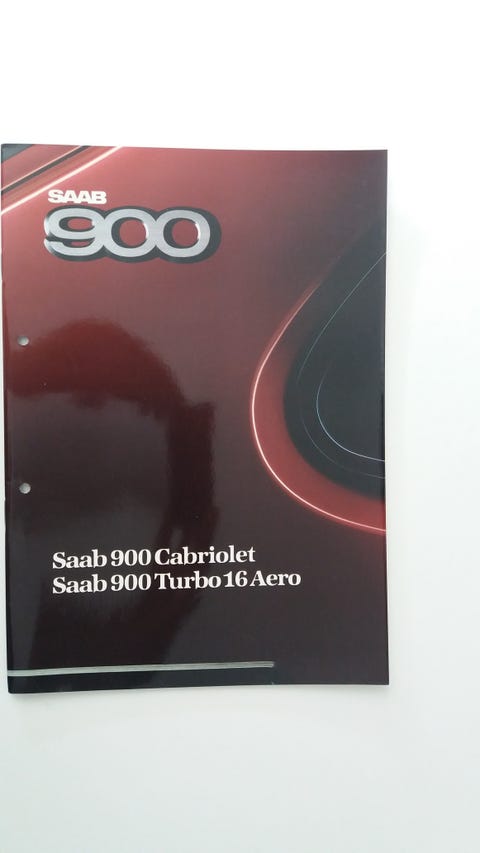 SAAB
900
Saab 900 Cabriolet
Saab 900 Turbo 16 Aero